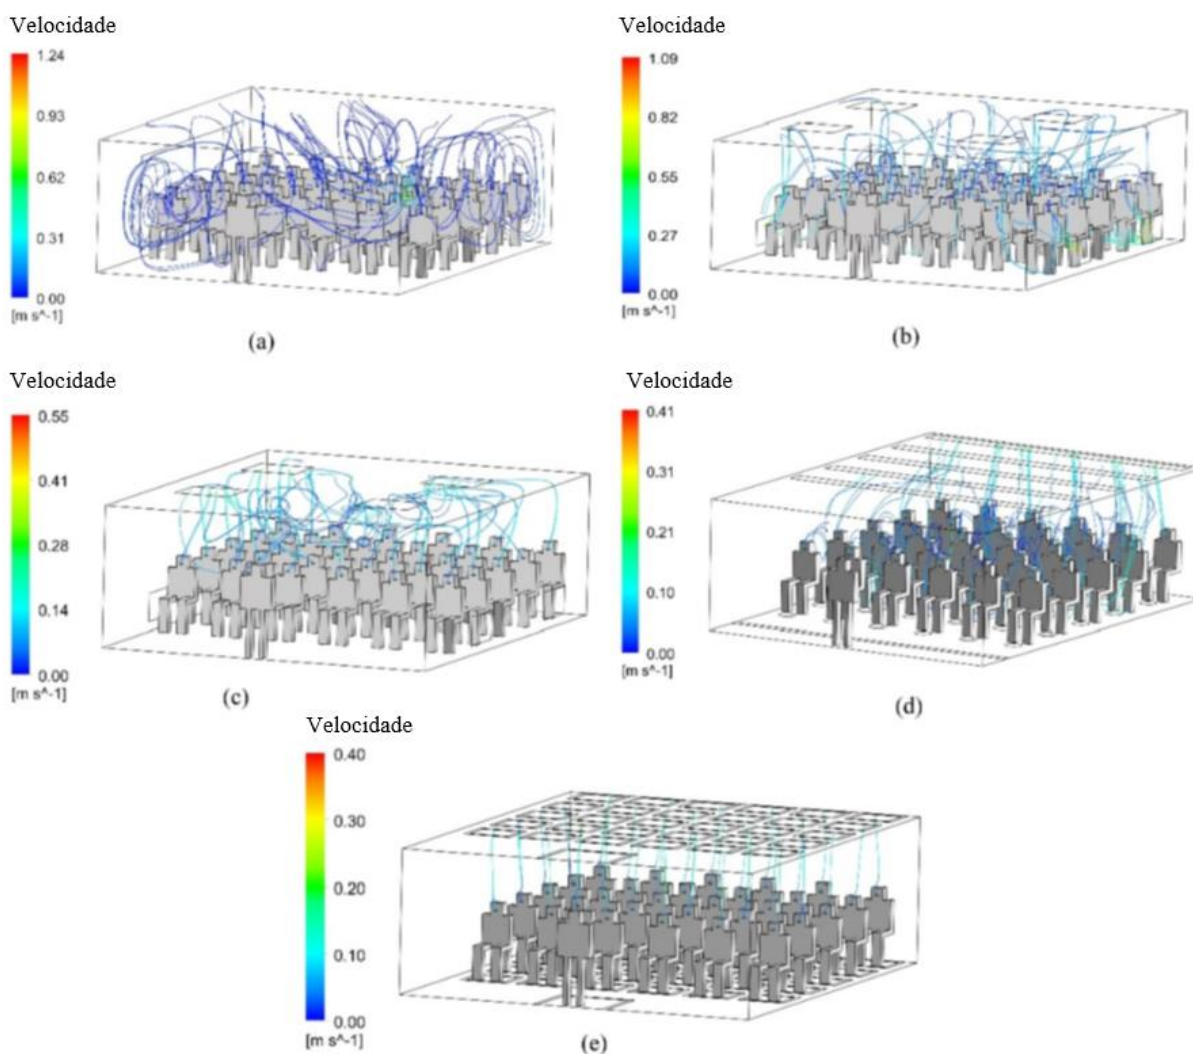 Velocidade
1.24
0.93
0.62
0.31
0.00
[m s^-1]
(a)
Velocidade
1.09
0.82
0.55
0.27
0.00
[m s^-1]
(b)
Velocidade
0.55
0.41
0.28
0.14
0.00
[m s^-1]
(c)
Velocidade
0.41
0.31
0.21
0.10
0.00
[m s^-1]
(d)
Velocidade
0.40
0.30
0.20
0.10
0.00
[m s^-1]
(e)